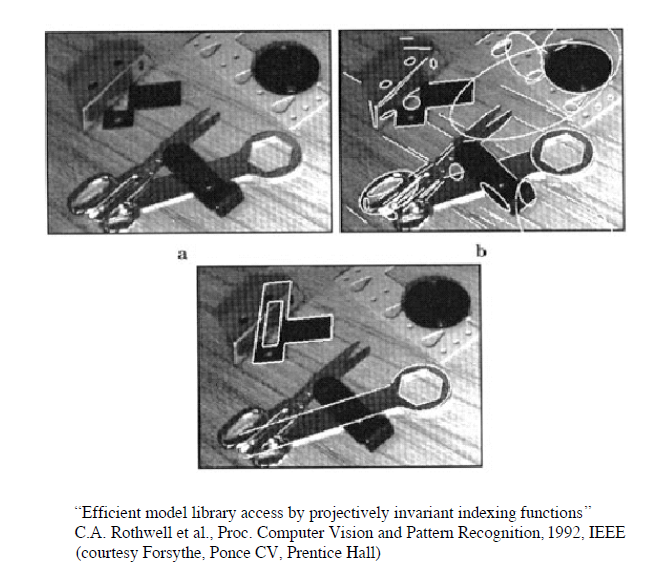 a
b
“Efficient model library access by projectively invariant indexing functions”
C.A. Rothwell et al., Proc. Computer Vision and Pattern Recognition, 1992, IEEE
(courtesy Forsythe, Ponce CV, Prentice Hall)